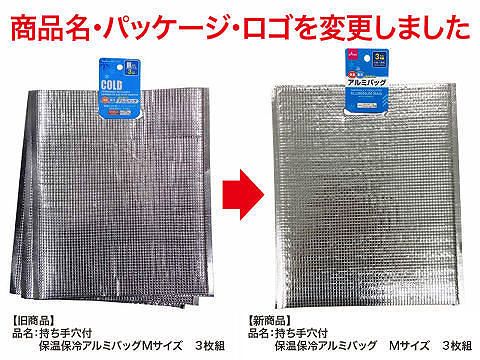 商品名・パッケージ・ロゴを変更しました
COLD
3
3
アルミバッグ
【旧商品】
品名:持ち手穴付
保温保冷アルミバッグMサイズ 3枚組
【新商品】
品名:持ち手穴付
保温保冷アルミバッグ Mサイズ 3枚組